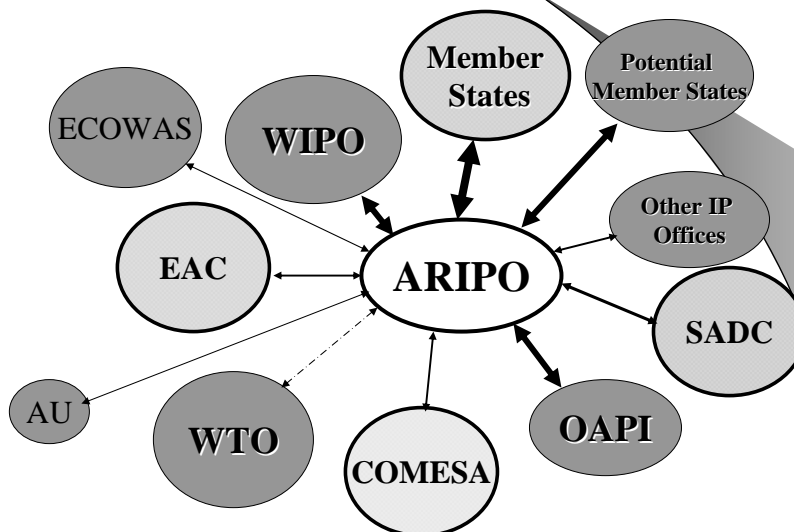 Member
States
Potential
Member States
ECOWAS
WIPO
Other IP
Offices
EAC
ARIPO
SADC
AU
WTO
OAPI
COMESA